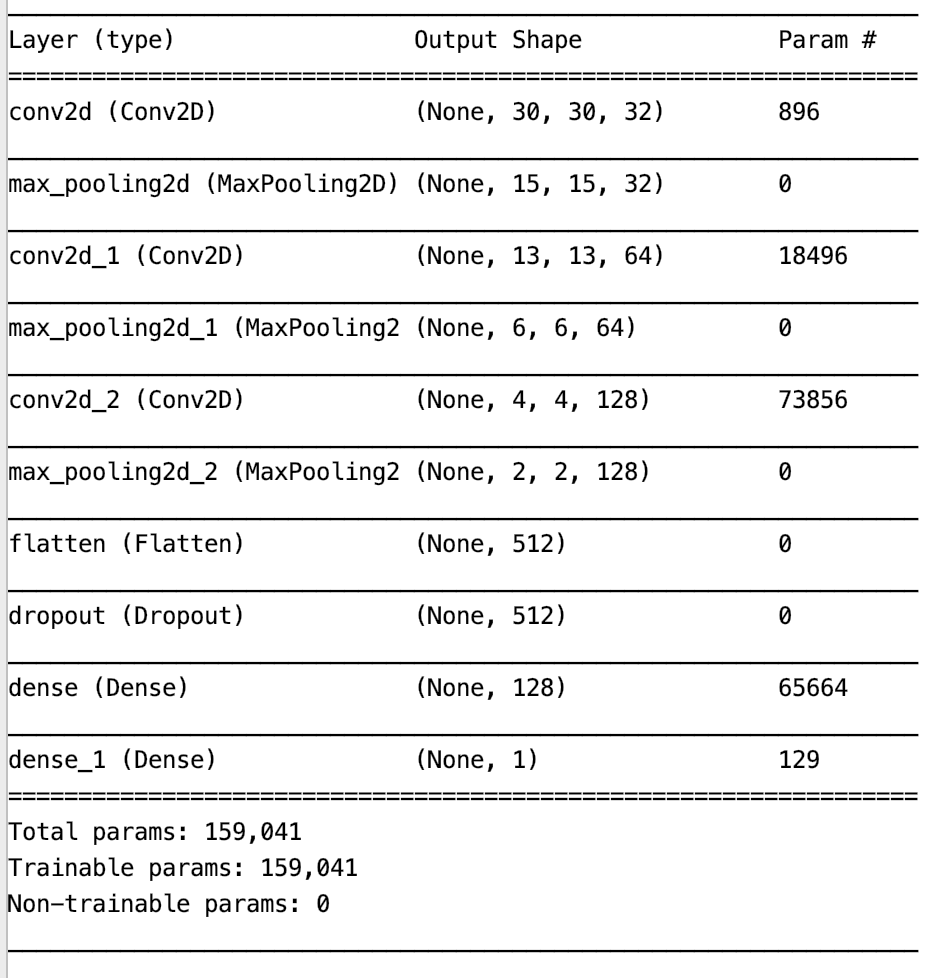 Layer (type) Output Shape Param #
conv2d (Conv2D) (None, 30, 30, 32) 896
max_pooling2d (MaxPooling2D) (None, 15, 15, 32) 0
conv2d_1 (Conv2D) (None, 13, 13, 64) 18496
max_pooling2d_1 (MaxPooling2 (None, 6, 6, 64) 0
conv2d_2 (Conv2D) (None, 4, 4, 128) 73856
max_pooling2d_2 (MaxPooling2 (None, 2, 2, 128) 0
flatten (Flatten) (None, 512) 0
dropout (Dropout) (None, 512) 0
dense (Dense) (None, 128) 65664
dense_1 (Dense) (None, 1) 129
Total params: 159,041
Trainable params: 159,041
Non-trainable params: 0